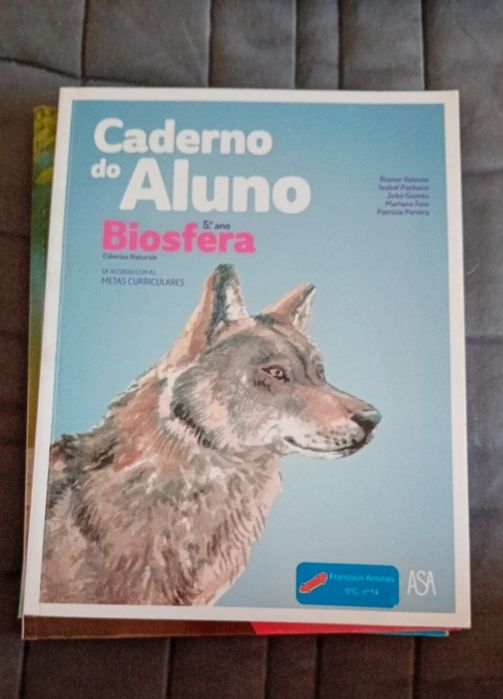 Caderno
do Aluno
5.º ano
Biosfera
Ciências Naturais
DE ACORDO COM AS
METAS CURRICULARES
Bianor Valente
Isabel Pacheco
João Gomes
Mariana Feio
Patrícia Pereira
Francisco Antunes
5ºC, nº14
ASA